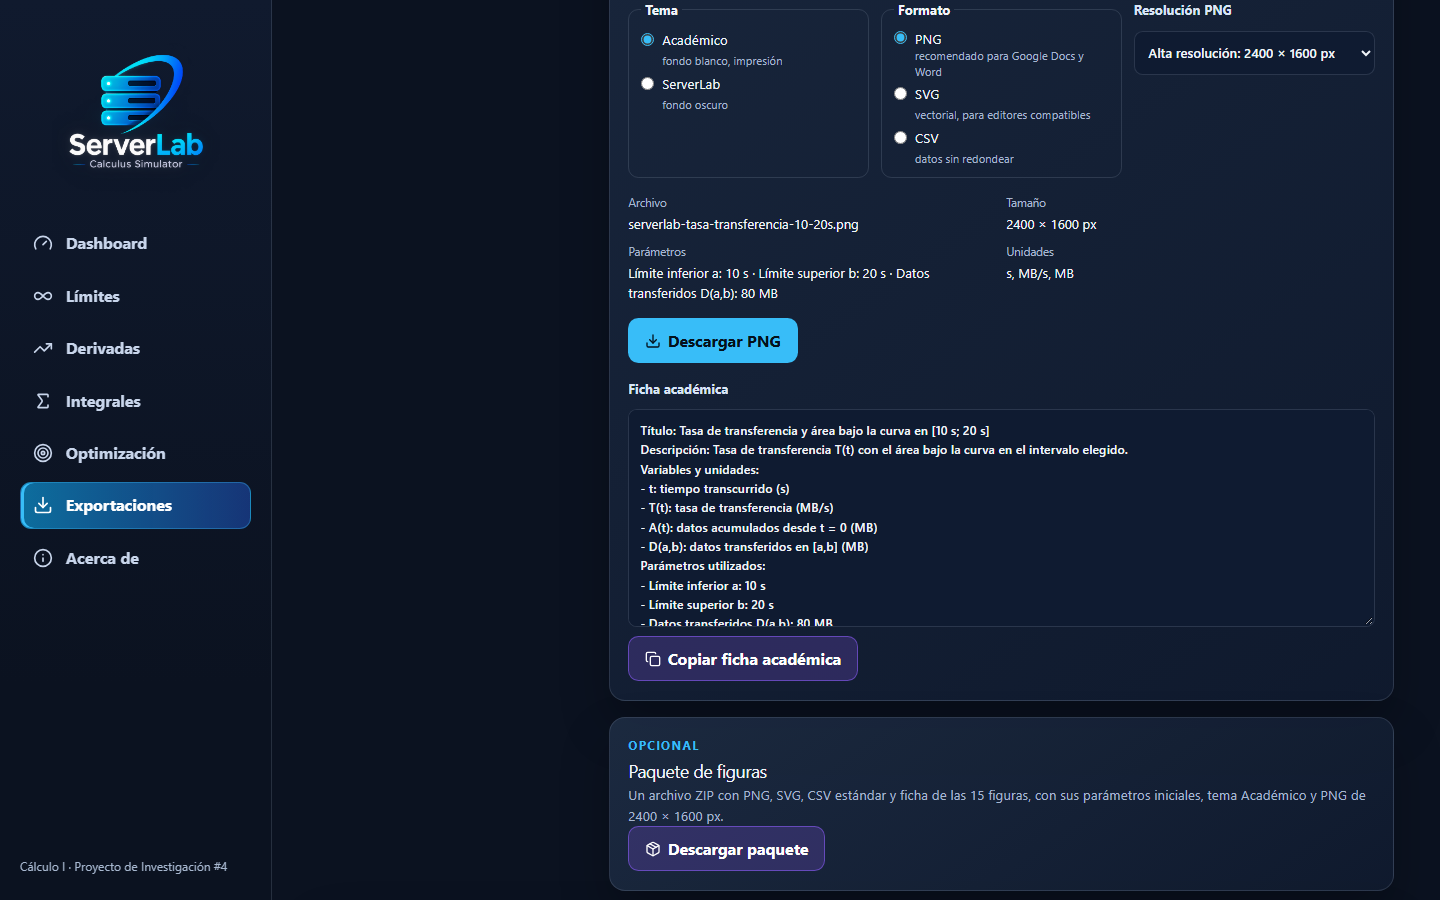 ServerLab
Calculus Simulator
Dashboard
Límites
Derivadas
Integrales
Optimización
Exportaciones
Acerca de
Cálculo I · Proyecto de Investigación #4
Tema
Académico
fondo blanco, impresión
ServerLab
fondo oscuro
Formato
PNG
recomendado para Google Docs y
Word
SVG
vectorial, para editores compatibles
CSV
datos sin redondear
Resolución PNG
Alta resolución: 2400 × 1600 px
Archivo
serverlab-tasa-transferencia-10-20s.png
Tamaño
2400 × 1600 px
Parámetros
Límite inferior a: 10 s · Límite superior b: 20 s · Datos
transferidos D(a,b): 80 MB
Unidades
s, MB/s, MB
Descargar PNG
Ficha académica
Título: Tasa de transferencia y área bajo la curva en [10 s; 20 s]
Descripción: Tasa de transferencia T(t) con el área bajo la curva en el intervalo elegido.
Variables y unidades:
- t: tiempo transcurrido (s)
- T(t): tasa de transferencia (MB/s)
- A(t): datos acumulados desde t = 0 (MB)
- D(a,b): datos transferidos en [a,b] (MB)
Parámetros utilizados:
- Límite inferior a: 10 s
- Límite superior b: 20 s
- Datos transferidos D(a,b): 80 MB
Copiar ficha académica
OPCIONAL
Paquete de figuras
Un archivo ZIP con PNG, SVG, CSV estándar y ficha de las 15 figuras, con sus parámetros iniciales, tema Académico y PNG de
2400 × 1600 px.
Descargar paquete